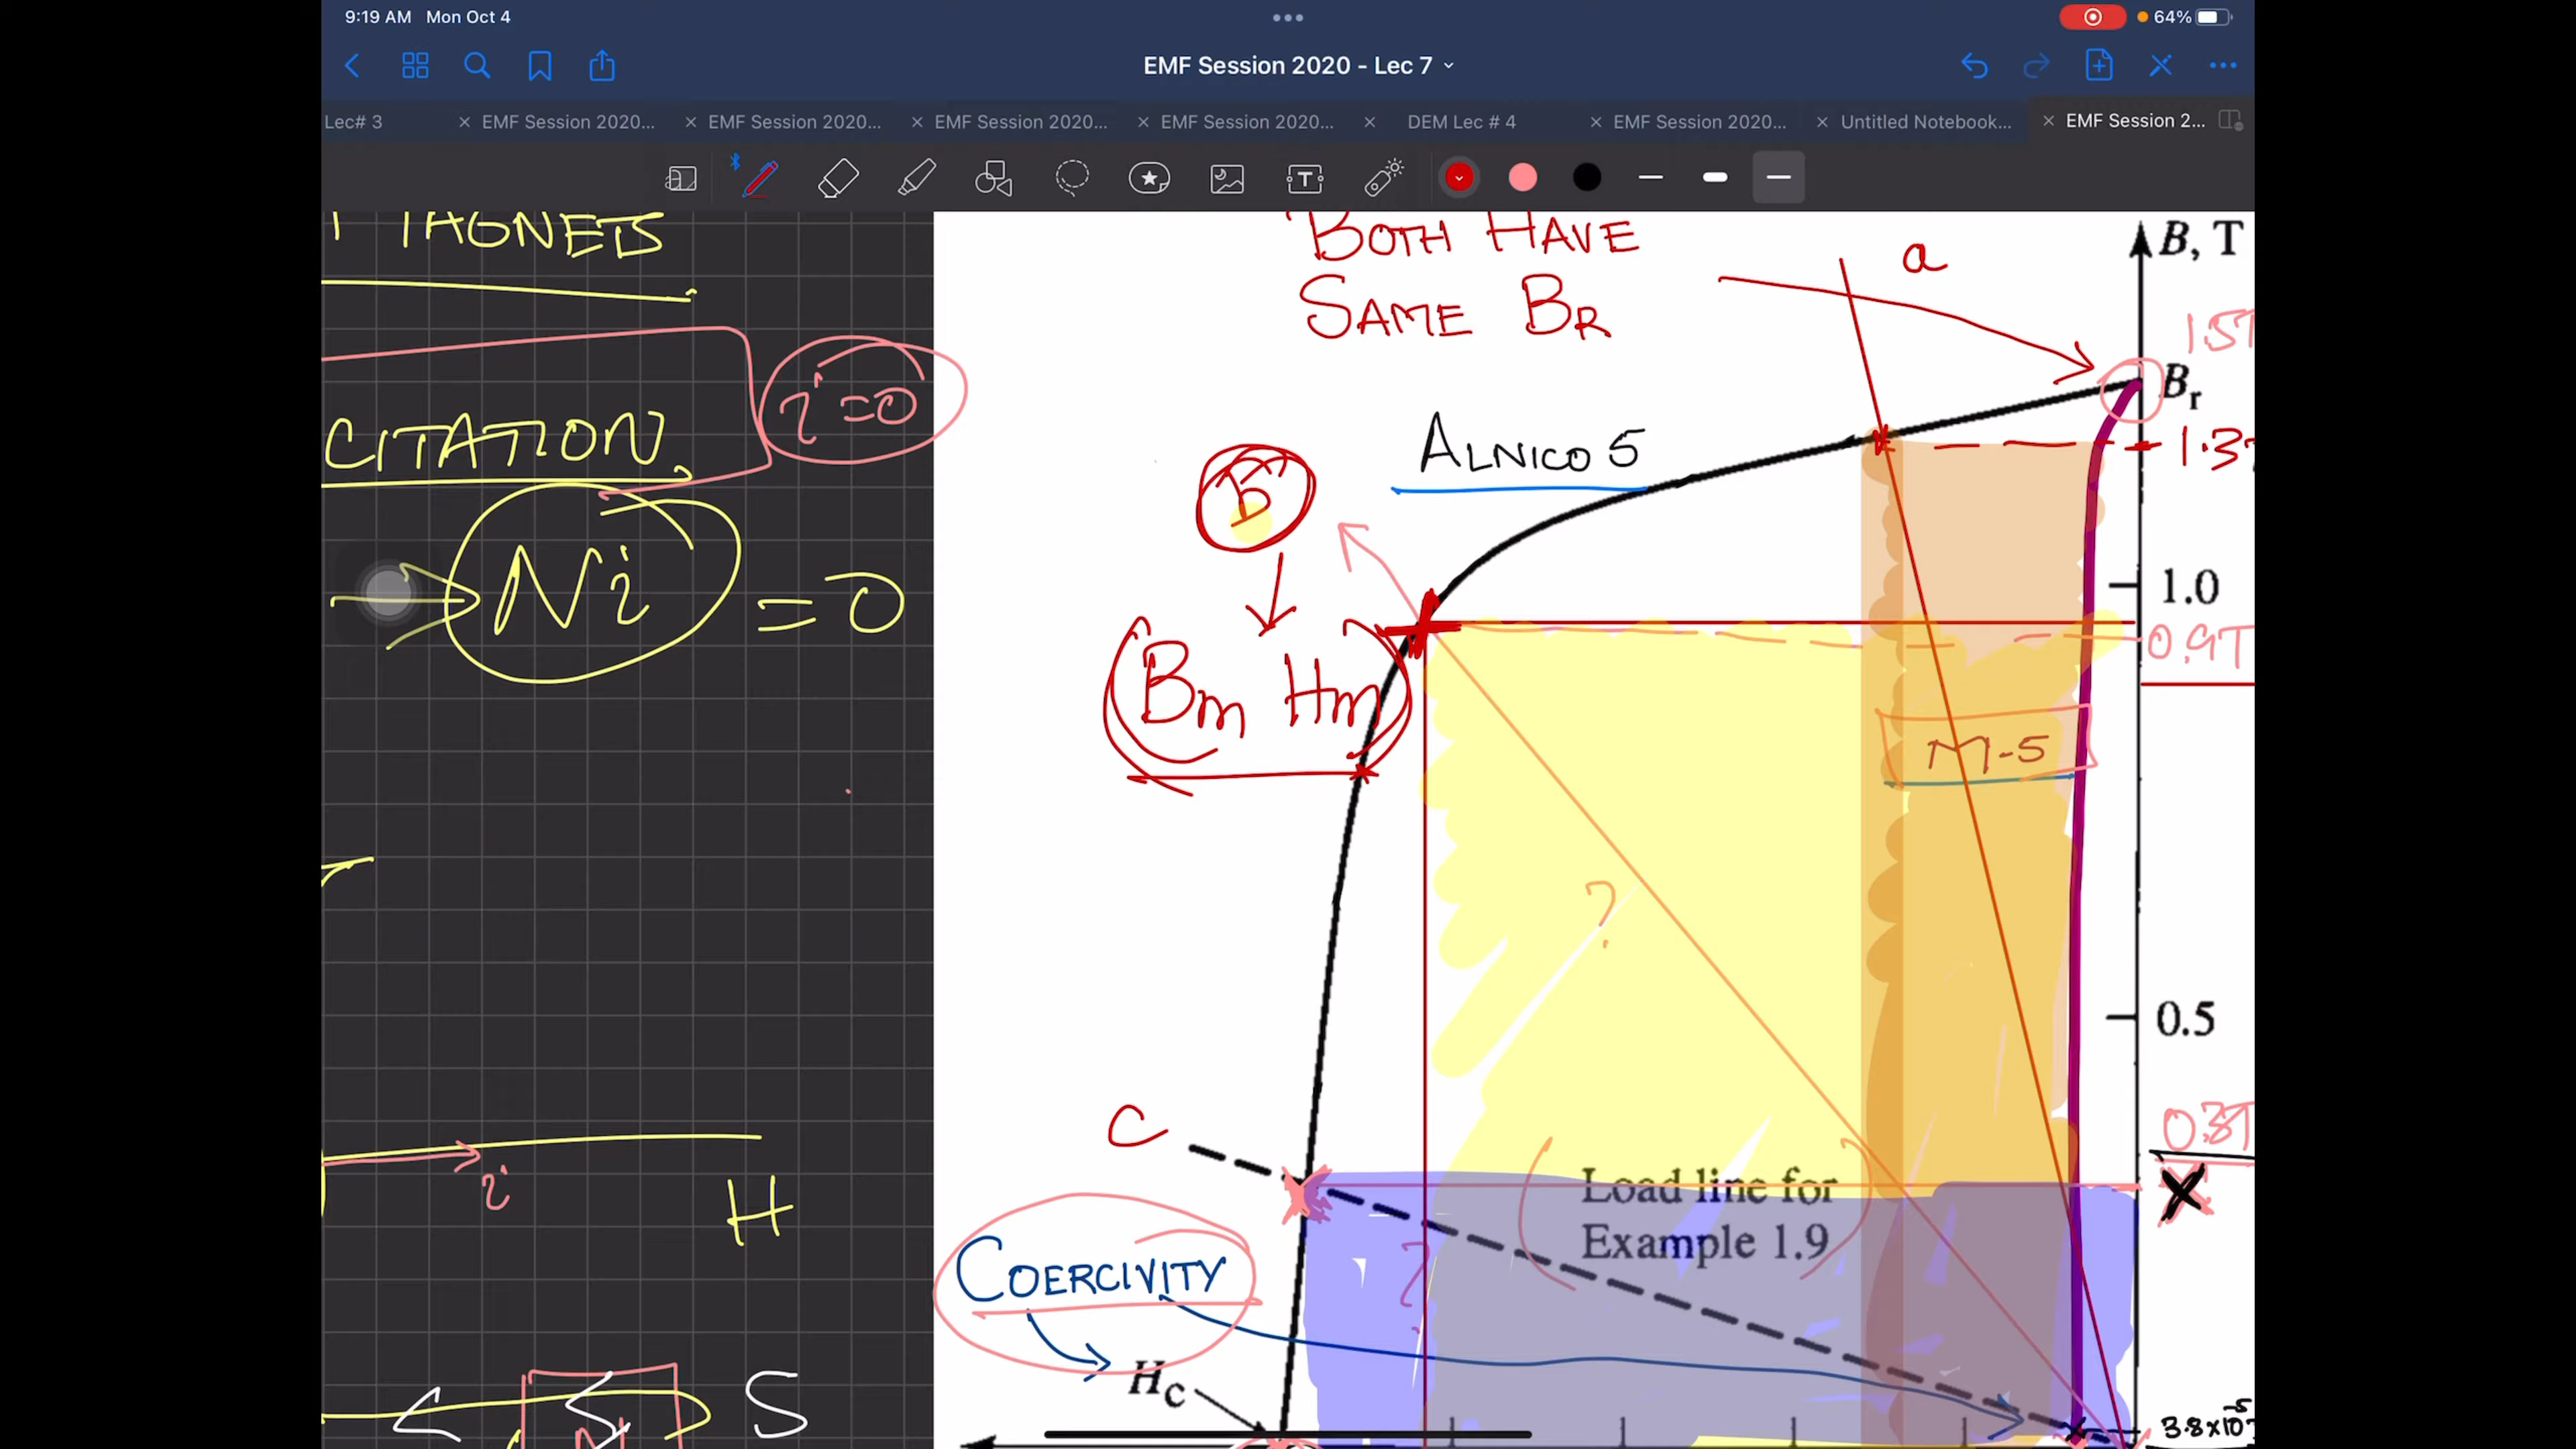 9:19 AM Mon Oct 4
64%
EMF Session 2020 - Lec 7
Lec# 3
EMF Session 2020...
EMF Session 2020...
EMF Session 2020...
EMF Session 2020...
DEM Lec # 4
EMF Session 2020...
Untitled Notebook...
EMF Session 2...
MAGNETS
i=0
CITATION
Ni = 0
i
H
S
BOTH HAVE
SAME BR
a
B, T
Br
ALNICO 5
b
1.0
0.9T
Bm Hm
M-5
?
0.5
C
0.3T
Load line for
Example 1.9
X
?
COERCIVITY
Hc